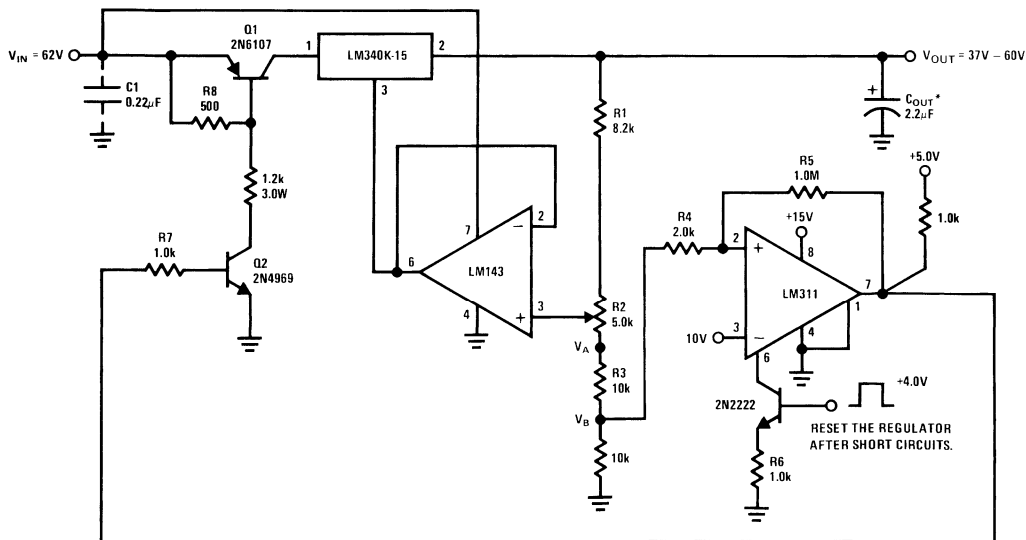 Q1
2N6107
1
LM340K-15
2
3
V_IN = 62V
V_OUT = 37V – 60V
C1
0.22µF
R8
500
R1
8.2k
+
C_OUT*
2.2µF
+5.0V
1.2k
3.0W
R5
1.0M
1.0k
R7
1.0k
Q2
2N4969
7
2
–
6
LM143
4
3
+
R2
5.0k
V_A
R3
10k
V_B
10k
R4
2.0k
+15V
2
+
8
LM311
7
1
10V
3
–
4
6
2N2222
+4.0V
RESET THE REGULATOR
AFTER SHORT CIRCUITS.
R6
1.0k